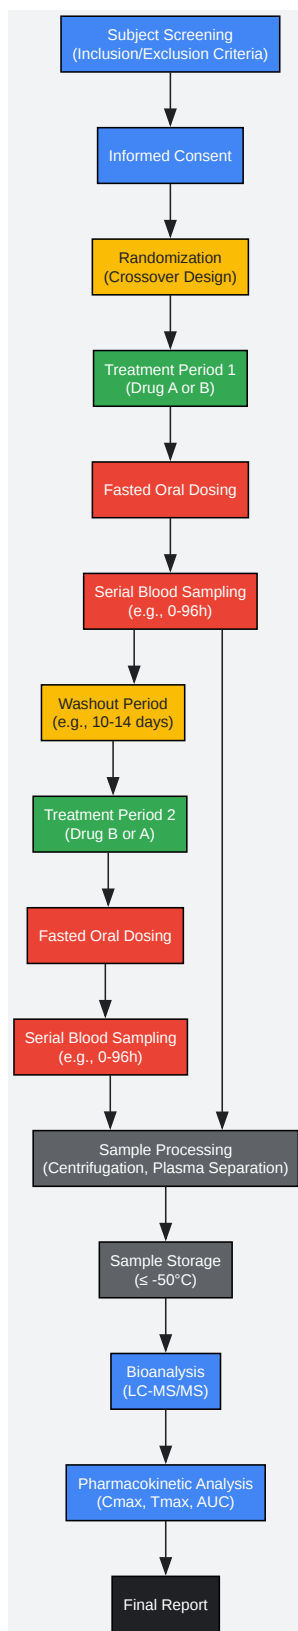 Subject Screening
(Inclusion/Exclusion Criteria)
Informed Consent
Randomization
(Crossover Design)
Treatment Period 1
(Drug A or B)
Fasted Oral Dosing
Serial Blood Sampling
(e.g., 0-96h)
Washout Period
(e.g., 10-14 days)
Treatment Period 2
(Drug B or A)
Fasted Oral Dosing
Serial Blood Sampling
(e.g., 0-96h)
Sample Processing
(Centrifugation, Plasma Separation)
Sample Storage
(≤ -50°C)
Bioanalysis
(LC-MS/MS)
Pharmacokinetic Analysis
(Cmax, Tmax, AUC)
Final Report